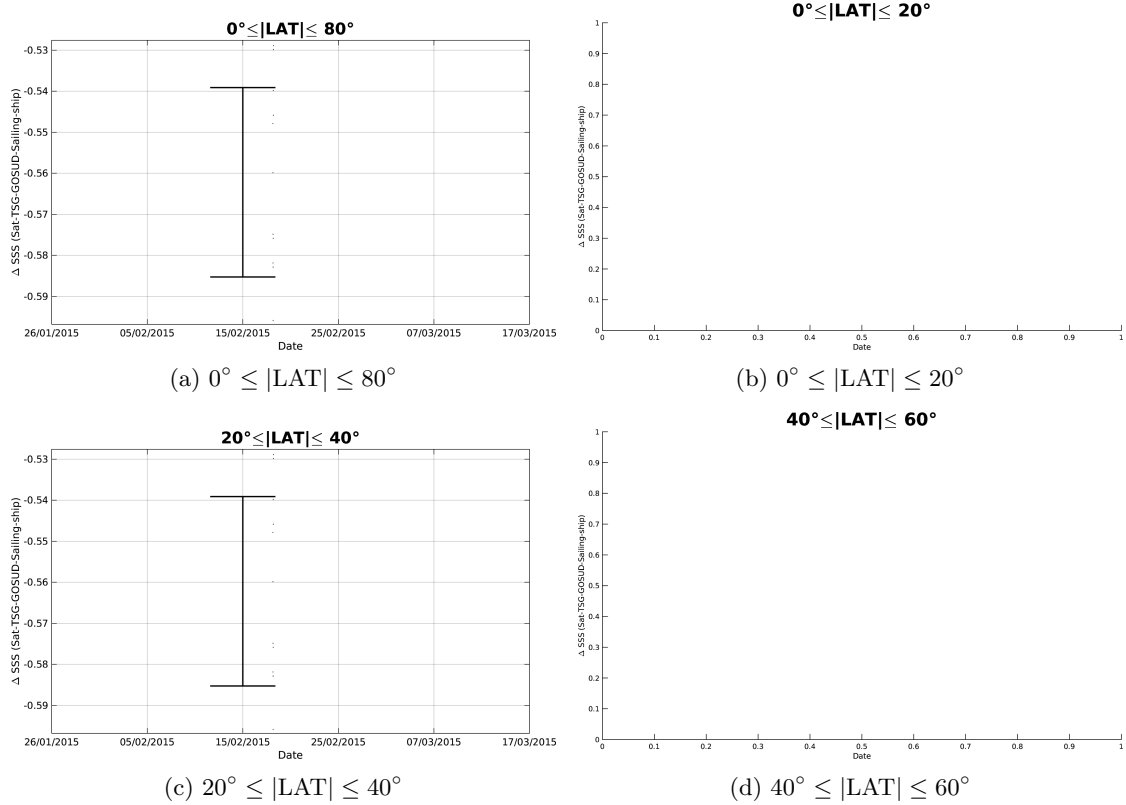 0°≤|LAT|≤ 80°
-0.53
-0.54
-0.55
-0.56
-0.57
-0.58
-0.59
Δ SSS (Sat-TSG-GOSUD-Sailing-ship)
26/01/2015 05/02/2015 15/02/2015 25/02/2015 07/03/2015 17/03/2015
Date
(a) 0° ≤ |LAT| ≤ 80°
0°≤|LAT|≤ 20°
1
0.9
0.8
0.7
0.6
0.5
0.4
0.3
0.2
0.1
0
Δ SSS (Sat-TSG-GOSUD-Sailing-ship)
0 0.1 0.2 0.3 0.4 0.5 0.6 0.7 0.8 0.9 1
Date
(b) 0° ≤ |LAT| ≤ 20°
20°≤|LAT|≤ 40°
-0.53
-0.54
-0.55
-0.56
-0.57
-0.58
-0.59
Δ SSS (Sat-TSG-GOSUD-Sailing-ship)
26/01/2015 05/02/2015 15/02/2015 25/02/2015 07/03/2015 17/03/2015
Date
(c) 20° ≤ |LAT| ≤ 40°
40°≤|LAT|≤ 60°
1
0.9
0.8
0.7
0.6
0.5
0.4
0.3
0.2
0.1
0
Δ SSS (Sat-TSG-GOSUD-Sailing-ship)
0 0.1 0.2 0.3 0.4 0.5 0.6 0.7 0.8 0.9 1
Date
(d) 40° ≤ |LAT| ≤ 60°